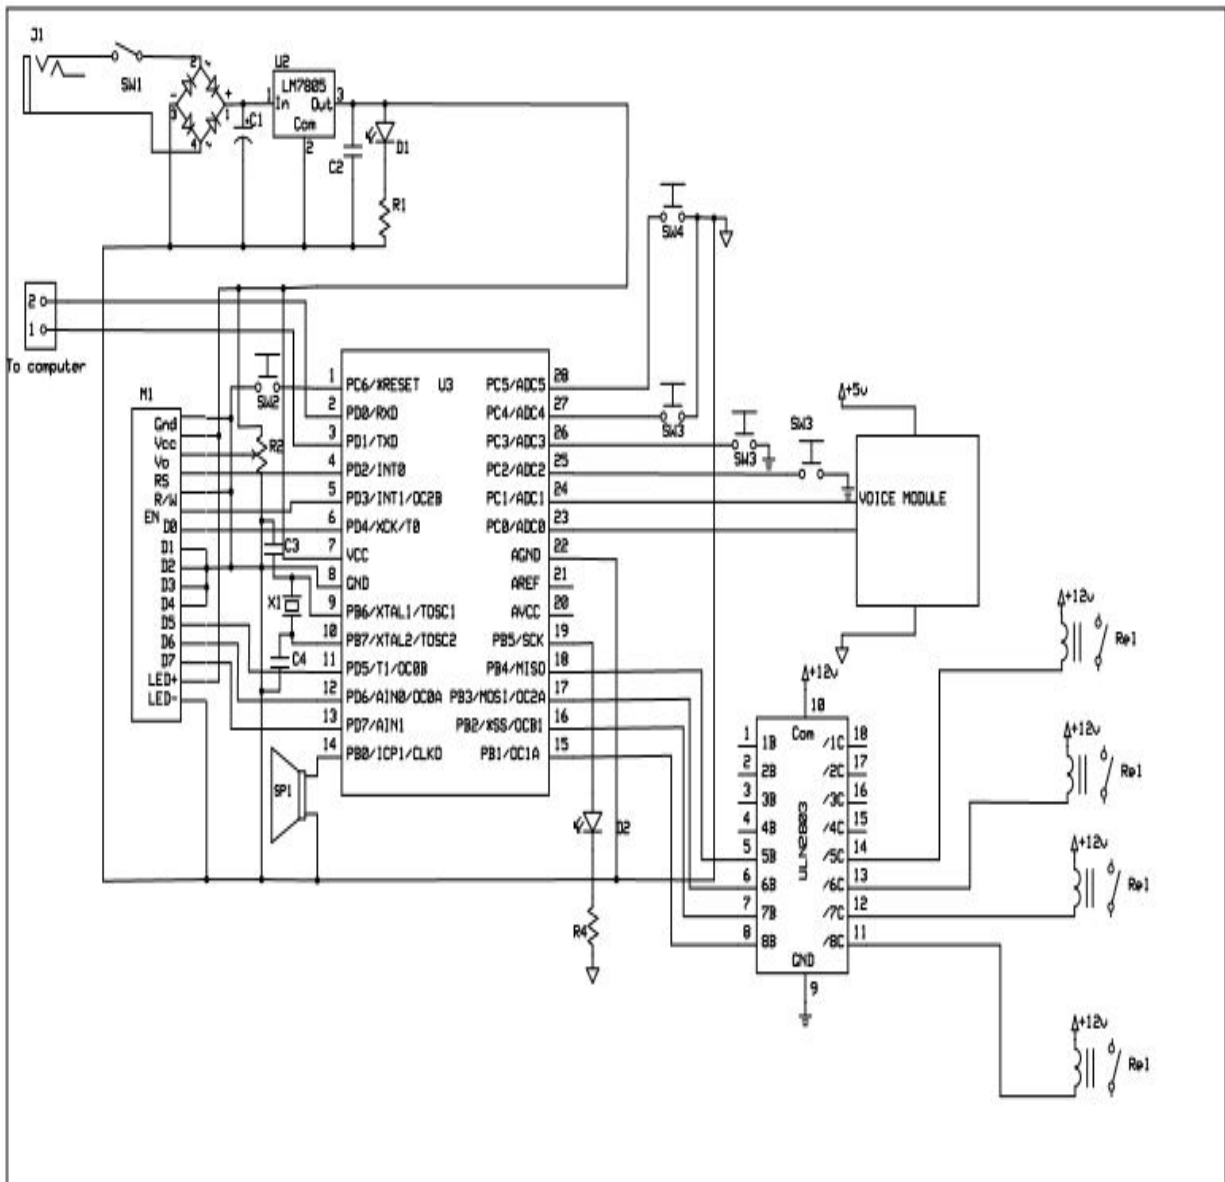 J1
SW1
2 ~
- +
3 1
4 ~
C1
U2
LM7805
1 In Out 3
Com
2
C2
D1
R1
SW4
2
1
To computer
M1
Gnd
Vcc
Vo
RS
R/W
EN
D0
D1
D2
D3
D4
D5
D6
D7
LED+
LED-
SW2
R2
C3
X1
C4
SP1
U3
1 PC6/*RESET
2 PD0/RXD
3 PD1/TXD
4 PD2/INT0
5 PD3/INT1/OC2B
6 PD4/XCK/T0
7 VCC
8 GND
9 PB6/XTAL1/TOSC1
10 PB7/XTAL2/TOSC2
11 PD5/T1/OC0B
12 PD6/AIN0/OC0A
13 PD7/AIN1
14 PB0/ICP1/CLKO
PC5/ADC5 28
PC4/ADC4 27
PC3/ADC3 26
PC2/ADC2 25
PC1/ADC1 24
PC0/ADC0 23
AGND 22
AREF 21
AVCC 20
PB5/SCK 19
PB4/MISO 18
PB3/MOSI/OC2A 17
PB2/*SS/OCB1 16
PB1/OC1A 15
SW3
SW3
SW3
+5v
VOICE MODULE
D2
R4
+12v
10
Com
ULN2803
1 1B /1C 18
2 2B /2C 17
3 3B /3C 16
4 4B /4C 15
5 5B /5C 14
6 6B /6C 13
7 7B /7C 12
8 8B /8C 11
GND
9
+12v
Rel
+12v
Rel
+12v
Rel
+12v
Rel